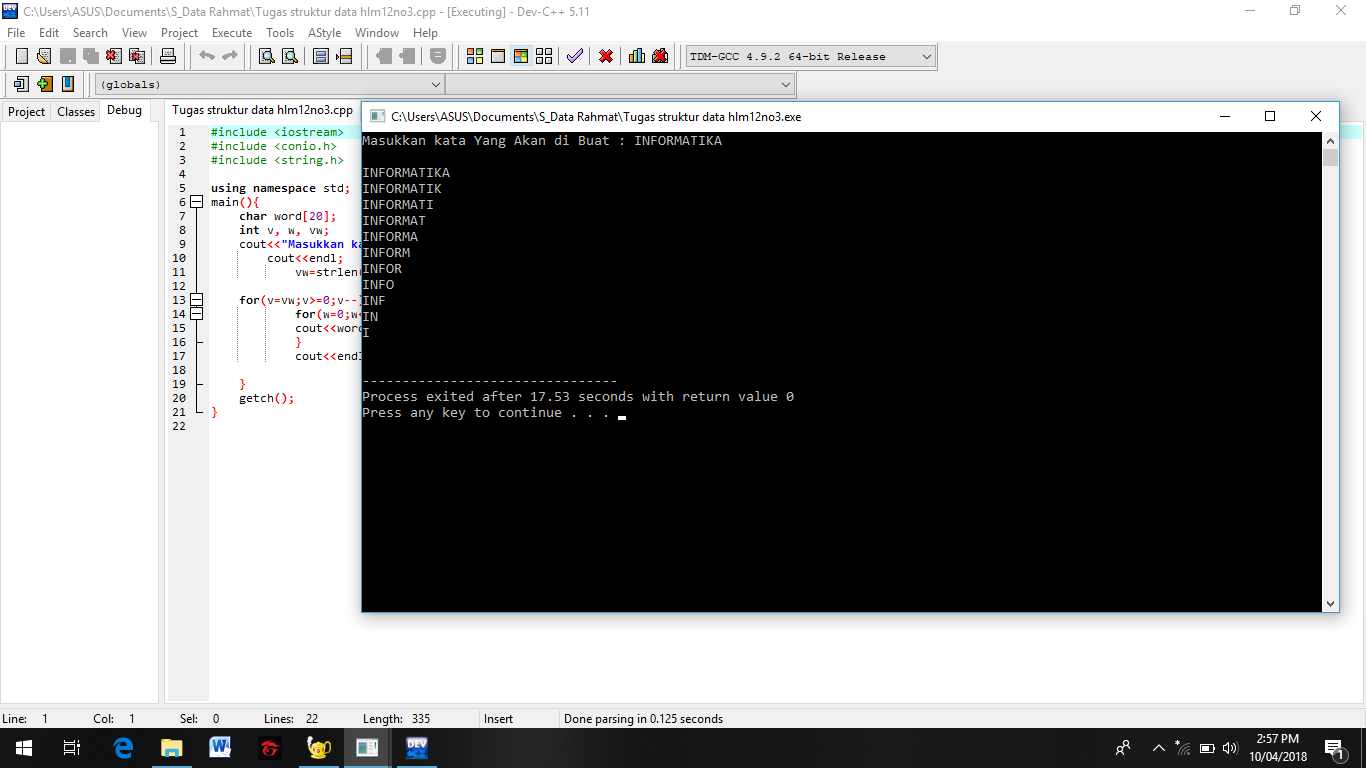 C:\Users\ASUS\Documents\S_Data Rahmat\Tugas struktur data hlm12no3.cpp - [Executing] - Dev-C++ 5.11
File Edit Search View Project Execute Tools AStyle Window Help
TDM-GCC 4.9.2 64-bit Release
(globals)
Project Classes Debug
Tugas struktur data hlm12no3.cpp
1 #include <iostream>
2 #include <conio.h>
3 #include <string.h>
4
5 using namespace std;
6 main(){
7 char word[20];
8 int v, w, vw;
9 cout<<"Masukkan ka
10 cout<<endl;
11 vw=strlen(
12
13 for(v=vw;v>=0;v--)
14 for(w=0;w<
15 cout<<word
16 }
17 cout<<endl
18
19 }
20 getch();
21 }
22
C:\Users\ASUS\Documents\S_Data Rahmat\Tugas struktur data hlm12no3.exe
Masukkan kata Yang Akan di Buat : INFORMATIKA
INFORMATIKA
INFORMATIK
INFORMATI
INFORMAT
INFORMA
INFORM
INFOR
INFO
INF
IN
I
--------------------------------
Process exited after 17.53 seconds with return value 0
Press any key to continue . . .
Line: 1 Col: 1 Sel: 0 Lines: 22 Length: 335 Insert Done parsing in 0.125 seconds
DEV
2:57 PM
10/04/2018
1